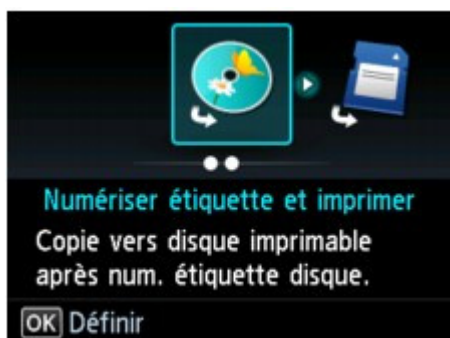 Numériser étiquette et imprimer
Copie vers disque imprimable
après num. étiquette disque.
OK Définir